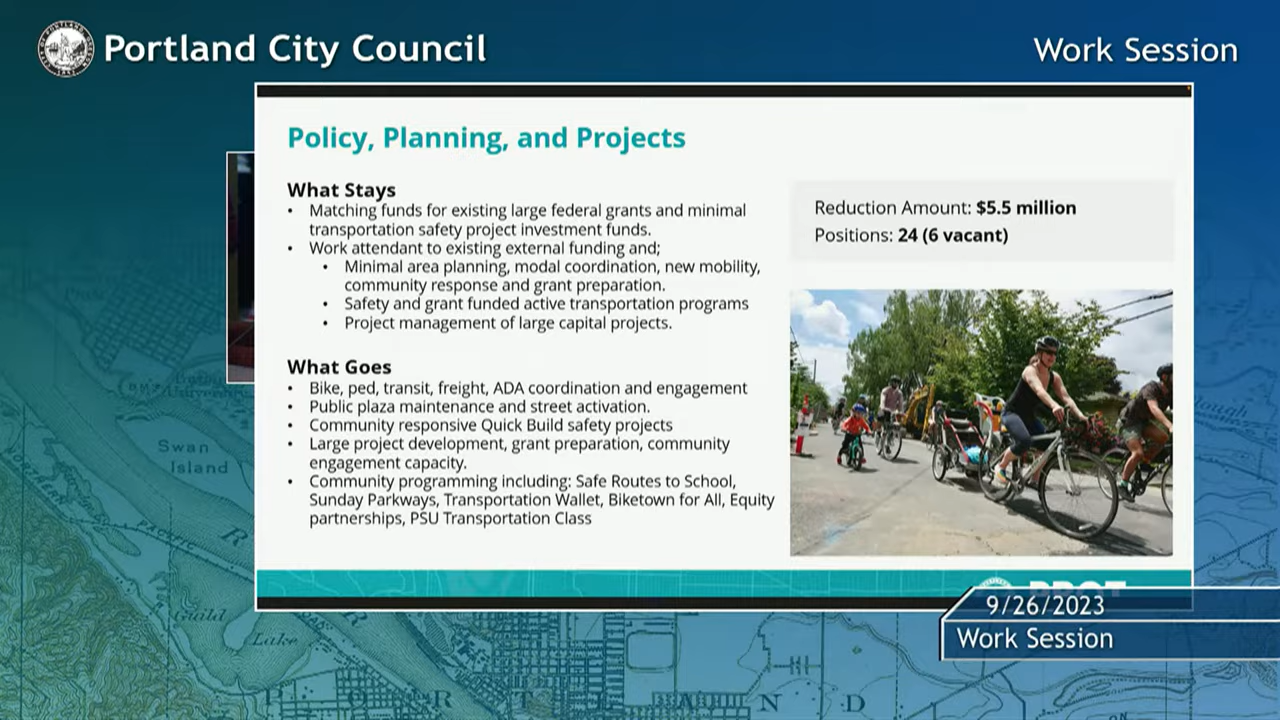 Portland City Council
Work Session
Policy, Planning, and Projects
What Stays
• Matching funds for existing large federal grants and minimal
transportation safety project investment funds.
• Work attendant to existing external funding and;
• Minimal area planning, modal coordination, new mobility,
community response and grant preparation.
• Safety and grant funded active transportation programs
• Project management of large capital projects.
What Goes
• Bike, ped, transit, freight, ADA coordination and engagement
• Public plaza maintenance and street activation.
• Community responsive Quick Build safety projects
• Large project development, grant preparation, community
engagement capacity.
• Community programming including: Safe Routes to School,
Sunday Parkways, Transportation Wallet, Biketown for All, Equity
partnerships, PSU Transportation Class
Reduction Amount: $5.5 million
Positions: 24 (6 vacant)
9/26/2023
Work Session
Swan
Island
Guild
Lake